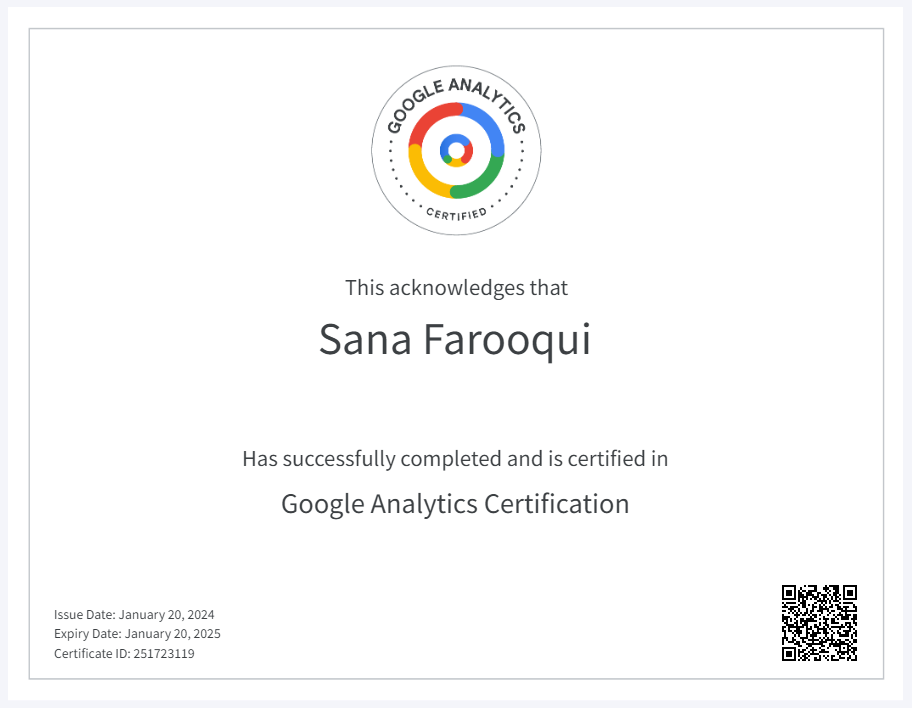 GOOGLE ANALYTICS
CERTIFIED
This acknowledges that
Sana Farooqui
Has successfully completed and is certified in
Google Analytics Certification
Issue Date: January 20, 2024
Expiry Date: January 20, 2025
Certificate ID: 251723119